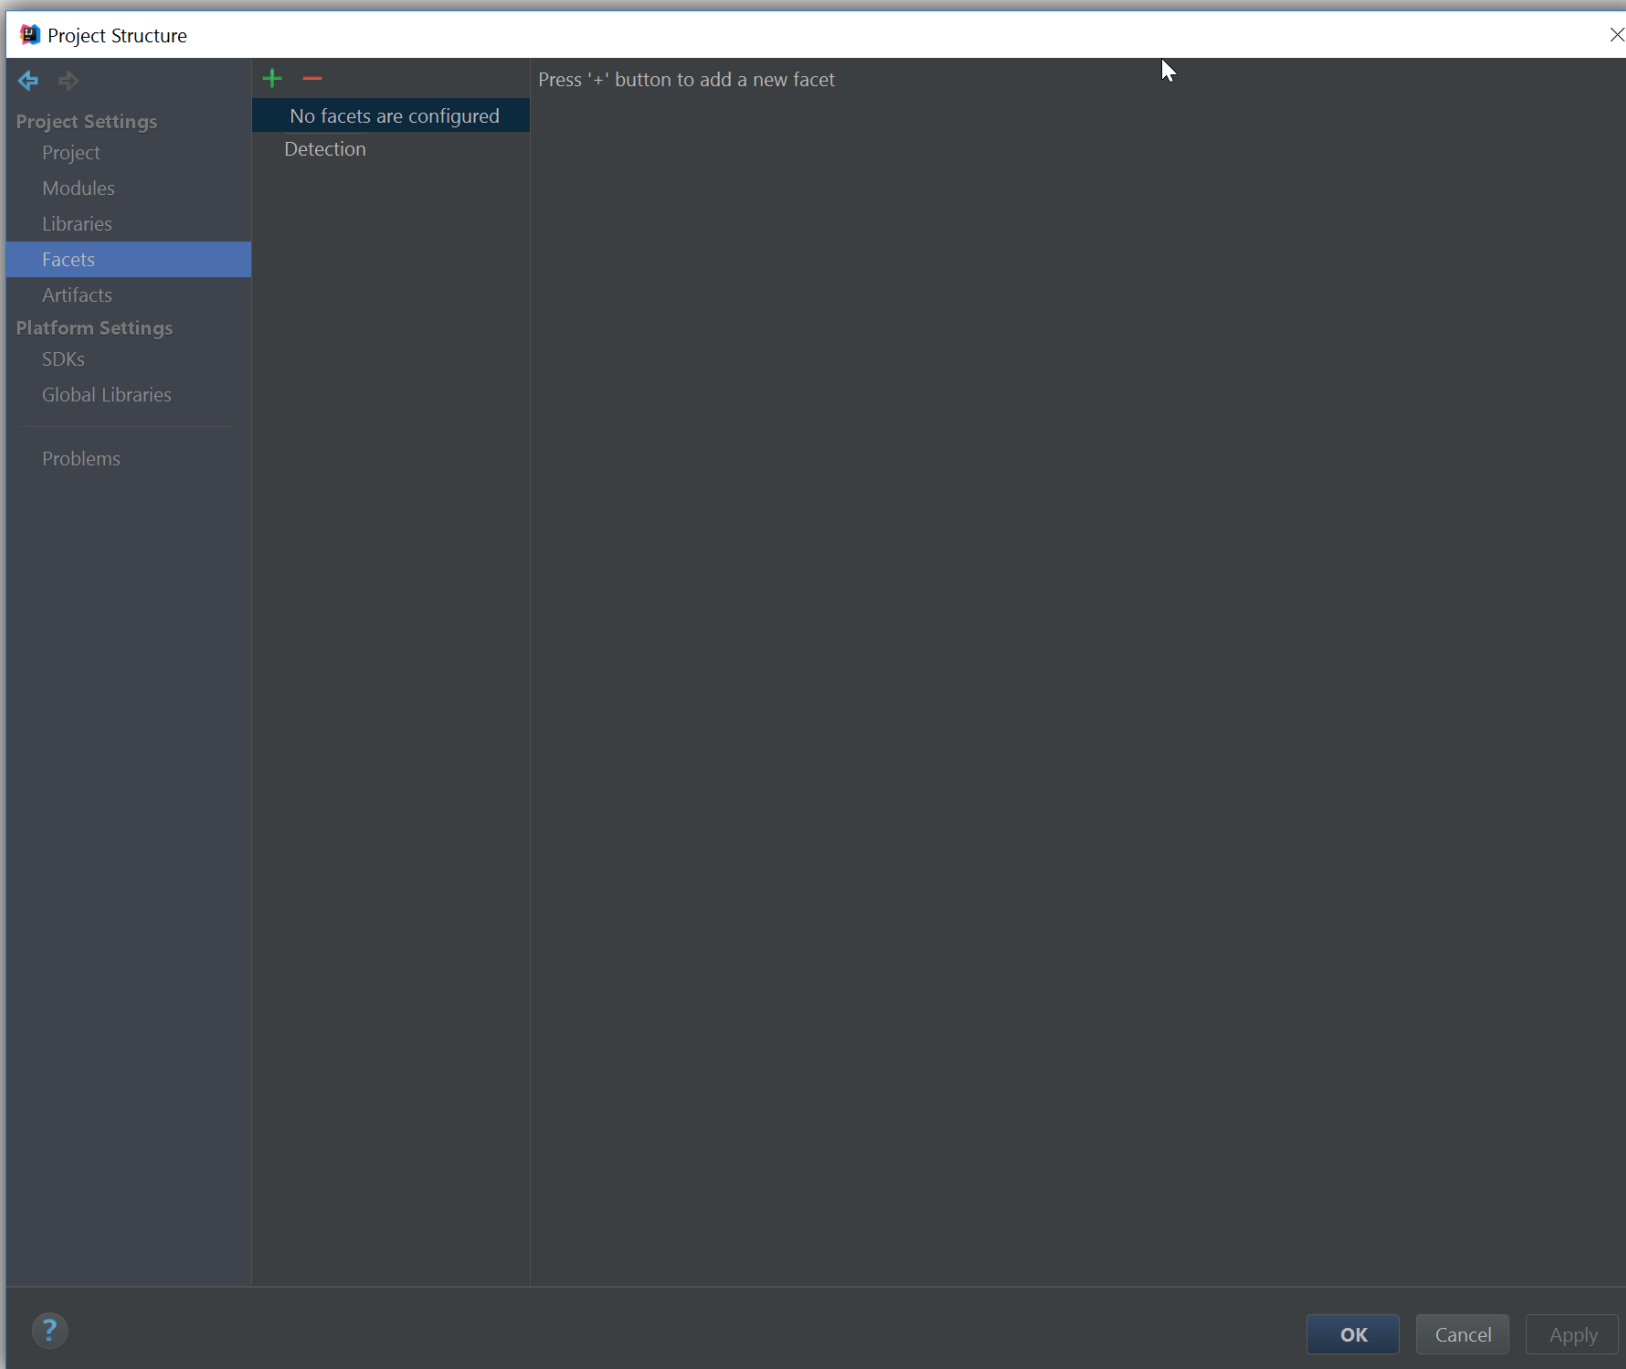 Project Structure
Press '+' button to add a new facet
Project Settings
Project
Modules
Libraries
Facets
Artifacts
Platform Settings
SDKs
Global Libraries
Problems
No facets are configured
Detection
?
OK
Cancel
Apply